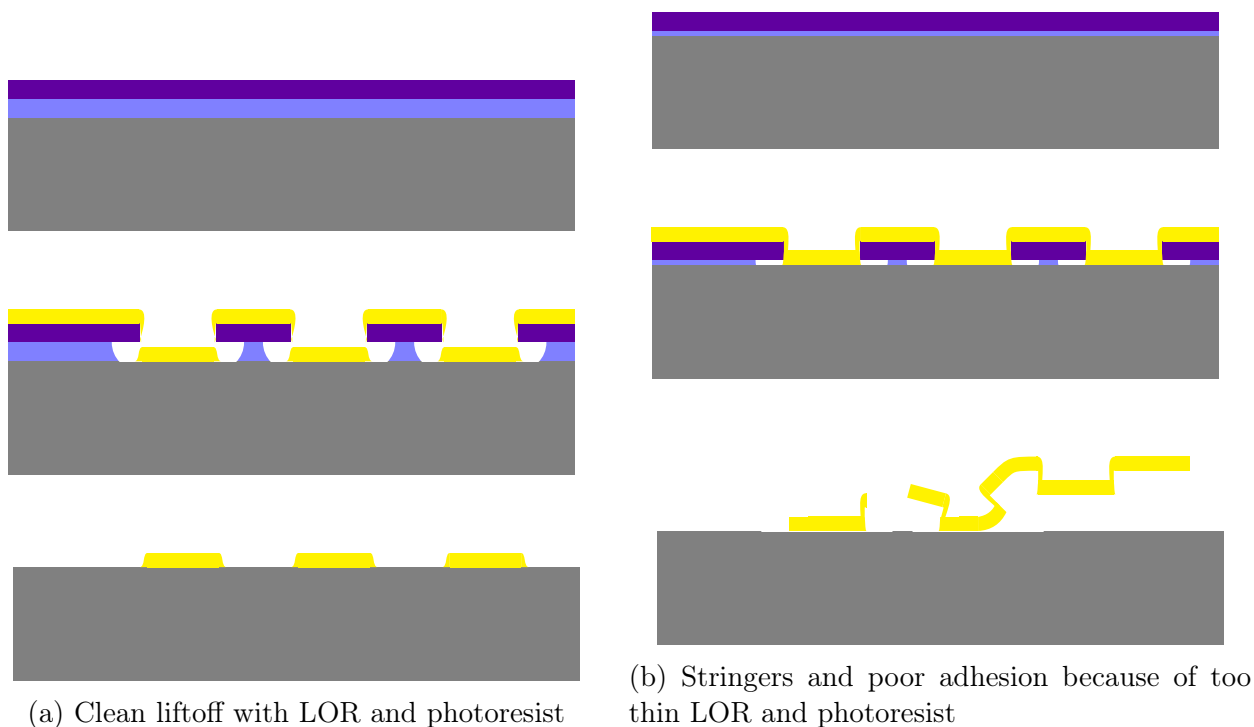 (a) Clean liftoff with LOR and photoresist
(b) Stringers and poor adhesion because of too
thin LOR and photoresist